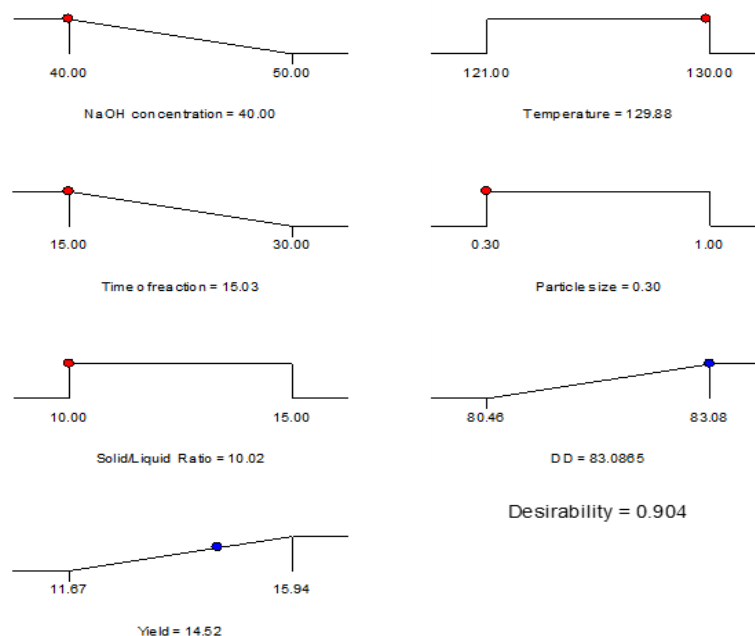 40.00 50.00
NaOH concentration = 40.00
121.00 130.00
Temperature = 129.88
15.00 30.00
Time of reaction = 15.03
0.30 1.00
Particle size = 0.30
10.00 15.00
Solid/Liquid Ratio = 10.02
80.46 83.08
DD = 83.0865
11.67 15.94
Yield = 14.52
Desirability = 0.904